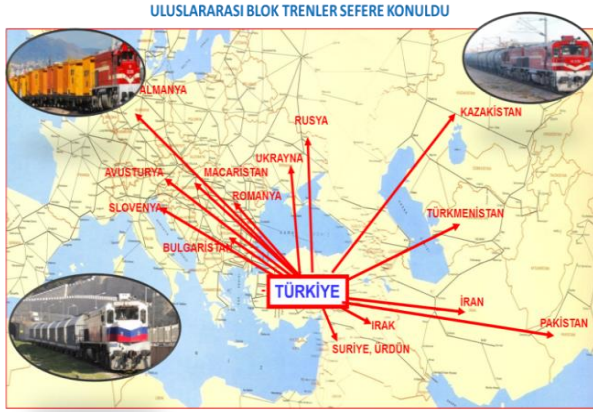 ULUSLARARASI BLOK TRENLER SEFERE KONULDU
ALMANYA
KAZAKİSTAN
RUSYA
UKRAYNA
AVUSTURYA
MACARİSTAN
ROMANYA
SLOVENYA
TÜRKMENİSTAN
BULGARİSTAN
TÜRKİYE
İRAN
IRAK
PAKİSTAN
SURİYE, ÜRDÜN